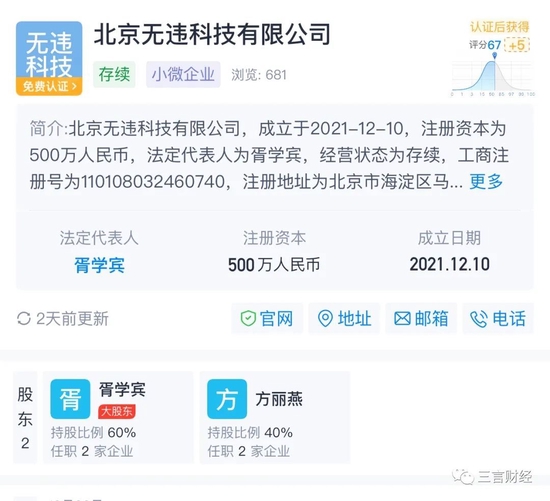 无违
科技
免费认证>
北京无违科技有限公司
存续 小微企业 浏览: 681
认证后获得
评分67 +5
简介:北京无违科技有限公司，成立于2021-12-10，注册资本为
500万人民币，法定代表人为胥学宾，经营状态为存续，工商注
册号为110108032460740，注册地址为北京市海淀区马... 更多
法定代表人 注册资本 成立日期
胥学宾 500万人民币 2021.12.10
2天前更新 官网 地址 邮箱 电话
股东2
胥 胥学宾
大股东
持股比例 60%
任职 2 家企业
方 方丽燕
持股比例 40%
任职 2 家企业
三言财经